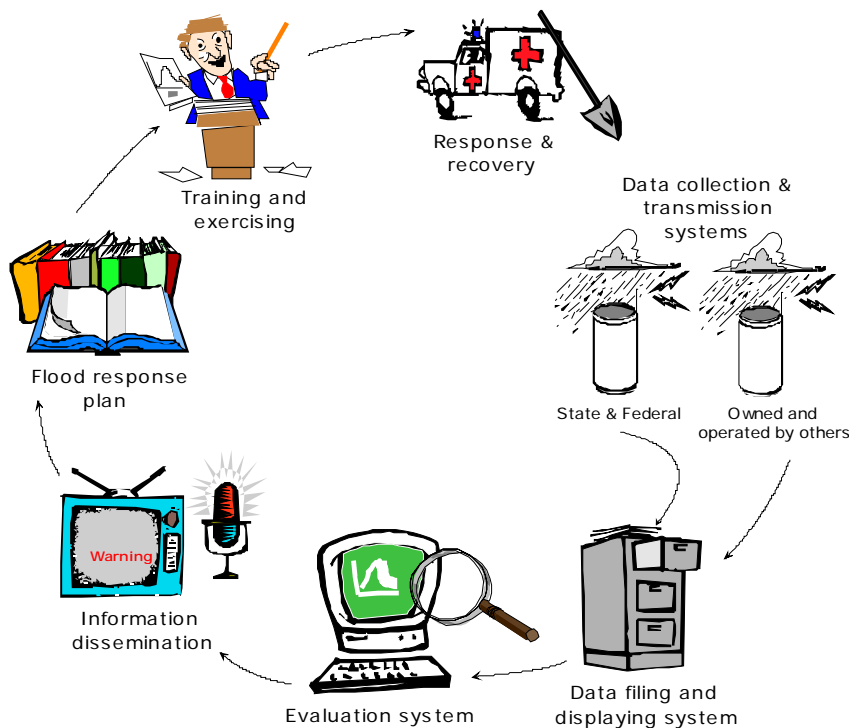 Response &
recovery
Training and
exercising
Data collection &
transmission
systems
Flood response
plan
State & Federal
Owned and
operated by others
Warning
Information
dissemination
Evaluation system
Data filing and
displaying system